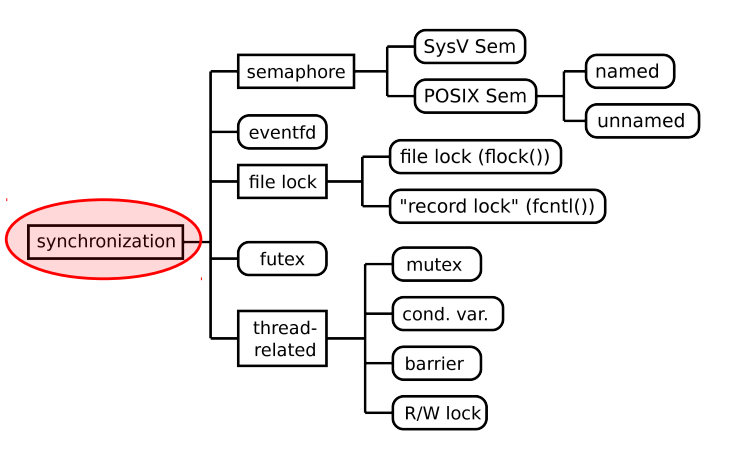 SysV Sem
semaphore
named
POSIX Sem
unnamed
eventfd
file lock (flock())
file lock
"record lock" (fcntl())
synchronization
futex
mutex
cond. var.
thread-
related
barrier
R/W lock